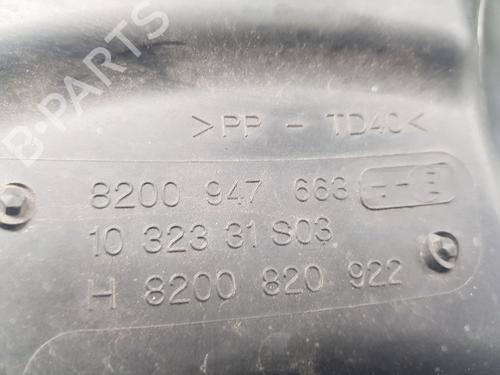 >PP - TD40<
8200 947 663 --E
10 323 31 S03
H 8200 820 922
B-PARTS